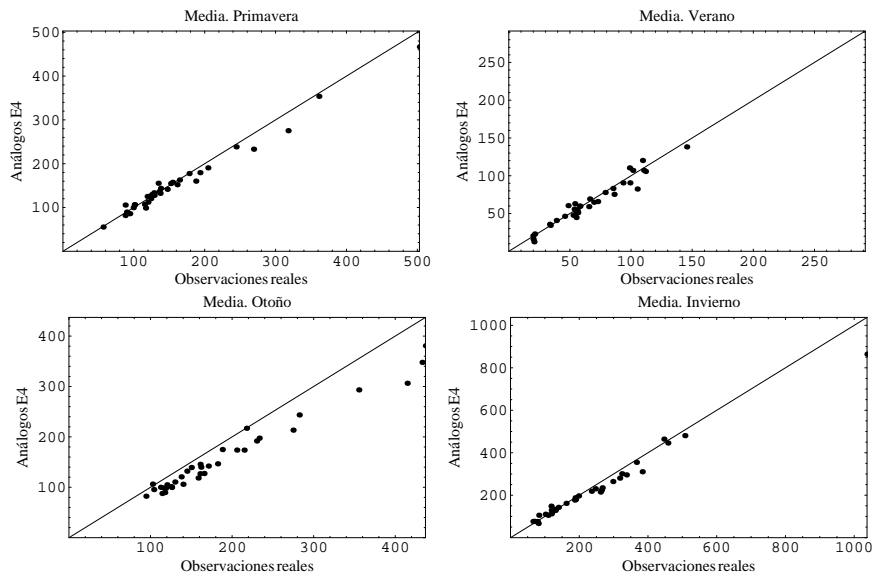 Media. Primavera
500
400
300
200
100
Análogos E4
100 200 300 400 500
Observaciones reales
Media. Verano
250
200
150
100
50
Análogos E4
50 100 150 200 250
Observaciones reales
Media. Otoño
400
300
200
100
Análogos E4
100 200 300 400
Observaciones reales
Media. Invierno
1000
800
600
400
200
Análogos E4
200 400 600 800 1000
Observaciones reales